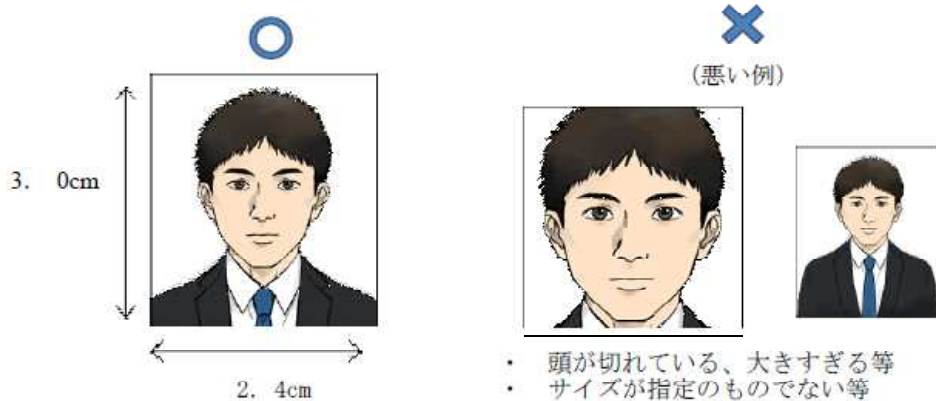 (悪い例)
3. 0cm
2. 4cm
・ 頭が切れている、大きすぎる等
・ サイズが指定のものでない等